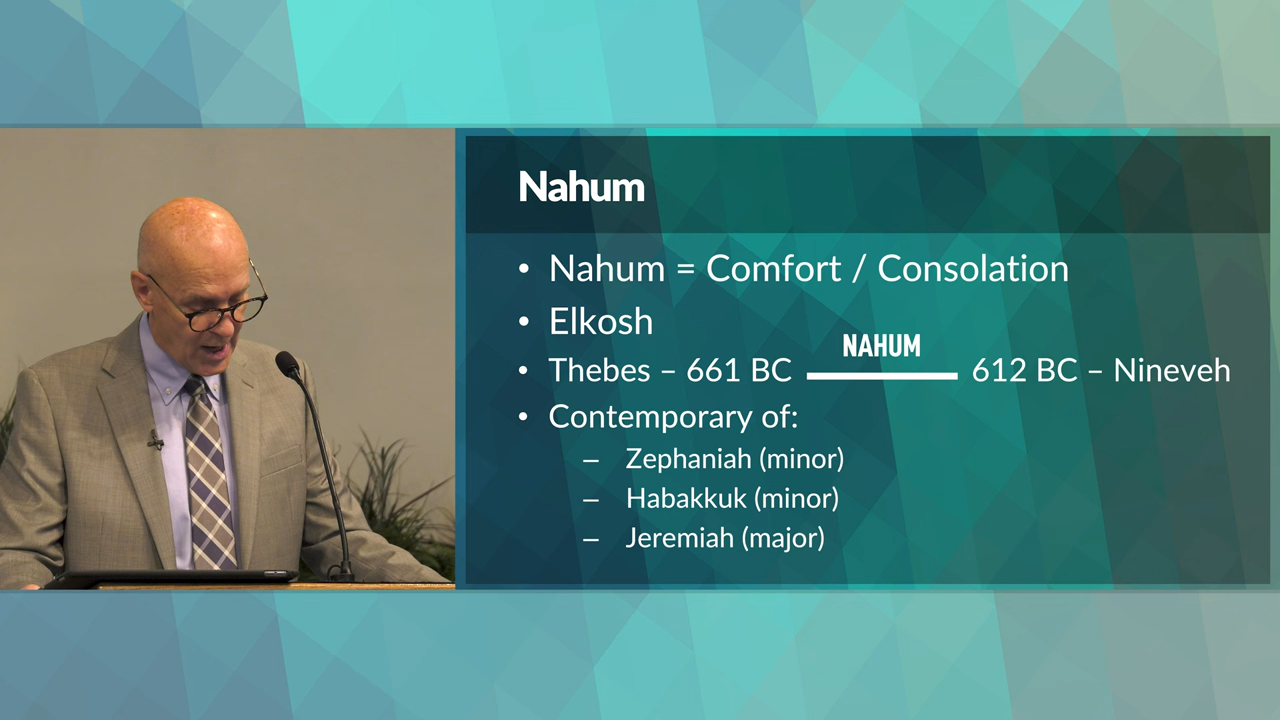 Nahum
• Nahum = Comfort / Consolation
• Elkosh
NAHUM
• Thebes – 661 BC 612 BC – Nineveh
• Contemporary of:
– Zephaniah (minor)
– Habakkuk (minor)
– Jeremiah (major)